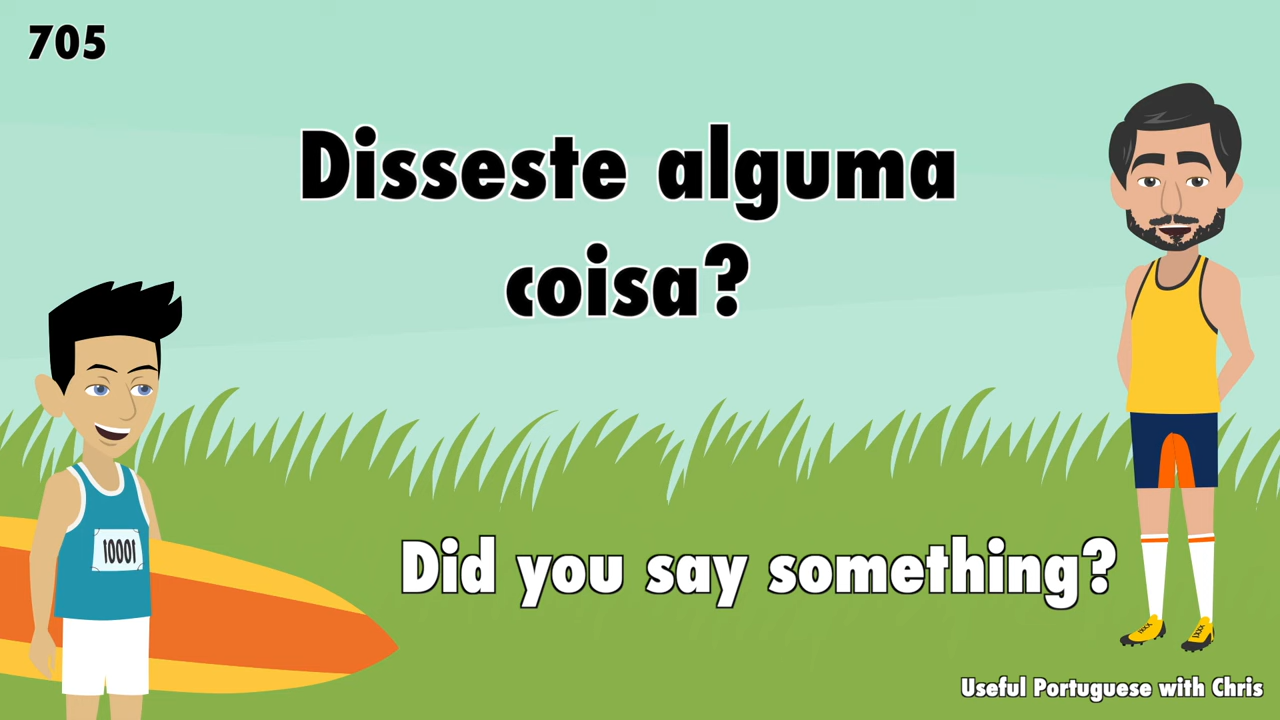 705
Disseste alguma
coisa?
10001
Did you say something?
Useful Portuguese with Chris